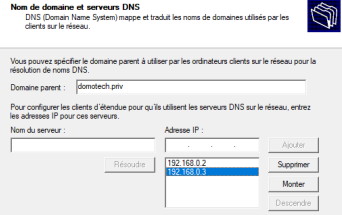 Nom de domaine et serveurs DNS
DNS (Domain Name System) mappe et traduit les noms de domaines utilisés par les
clients sur le réseau.
Vous pouvez spécifier le domaine parent à utiliser par les ordinateurs clients sur le réseau pour la
résolution de noms DNS.
Domaine parent : domotech.priv
Pour configurer les clients d'étendue pour qu'ils utilisent les serveurs DNS sur le réseau, entrez
les adresses IP pour ces serveurs.
Nom du serveur : Adresse IP :
. . . Ajouter
Résoudre 192.168.0.2 Supprimer
192.168.0.3
Monter
Descendre